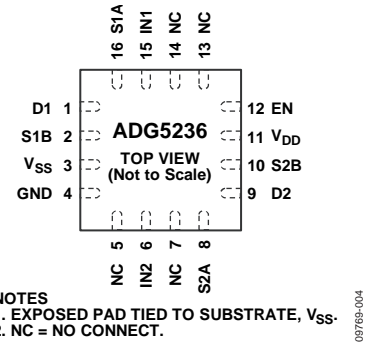 16 S1A
15 IN1
14 NC
13 NC
D1 1
S1B 2
VSS 3
GND 4
ADG5236
TOP VIEW
(Not to Scale)
12 EN
11 VDD
10 S2B
9 D2
NC 5
IN2 6
NC 7
S2A 8
NOTES
. EXPOSED PAD TIED TO SUBSTRATE, VSS.
2. NC = NO CONNECT.
09769-004